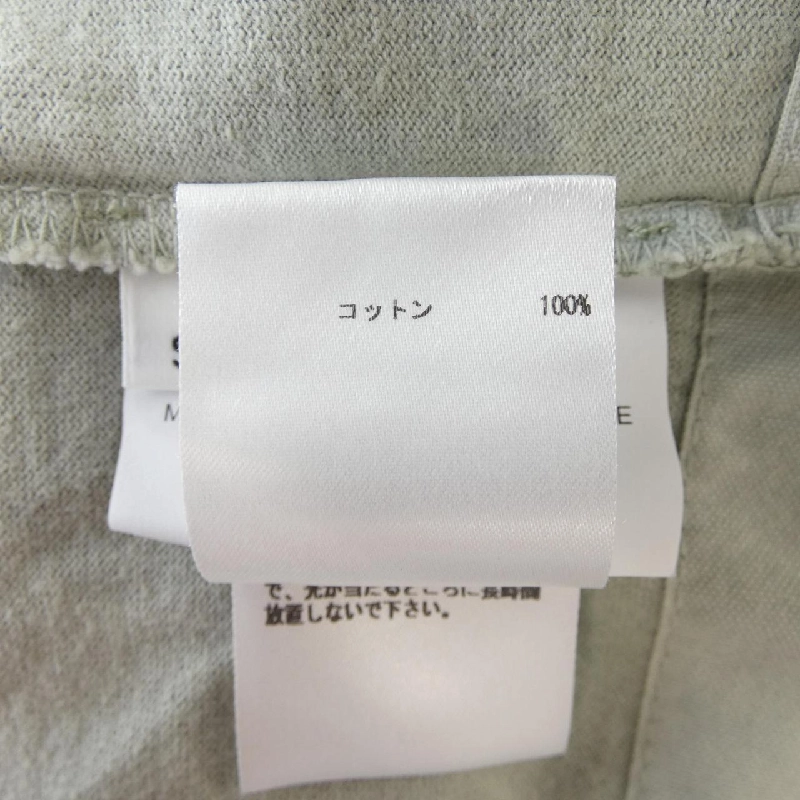 コットン 100%
S
M
E
で、光が当たるところに長時間
放置しないで下さい。